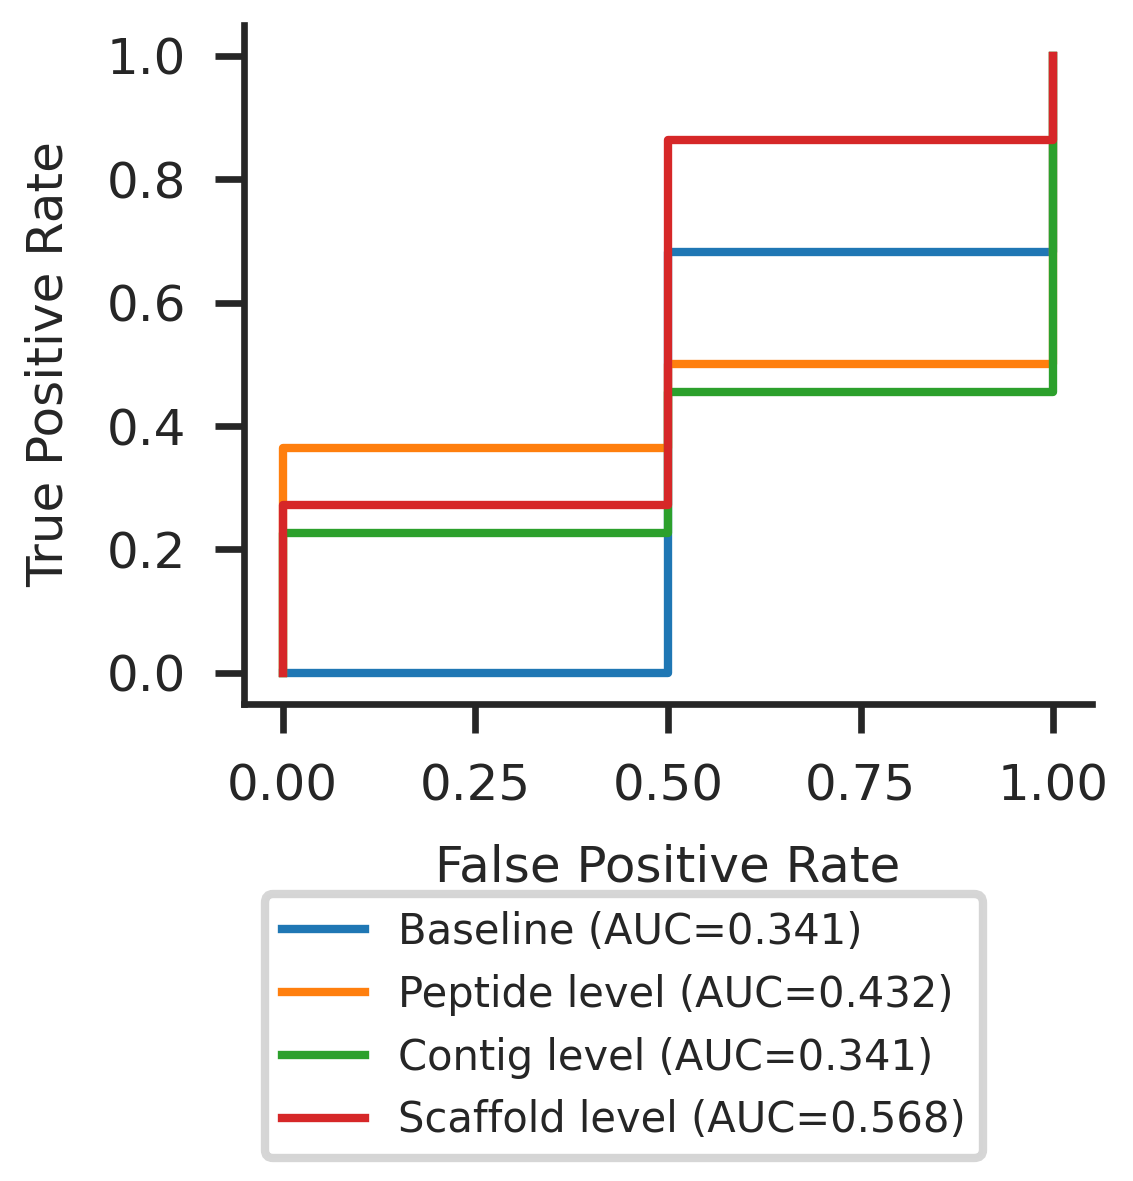 True Positive Rate
1.0
0.8
0.6
0.4
0.2
0.0
0.00 0.25 0.50 0.75 1.00
False Positive Rate
Baseline (AUC=0.341)
Peptide level (AUC=0.432)
Contig level (AUC=0.341)
Scaffold level (AUC=0.568)